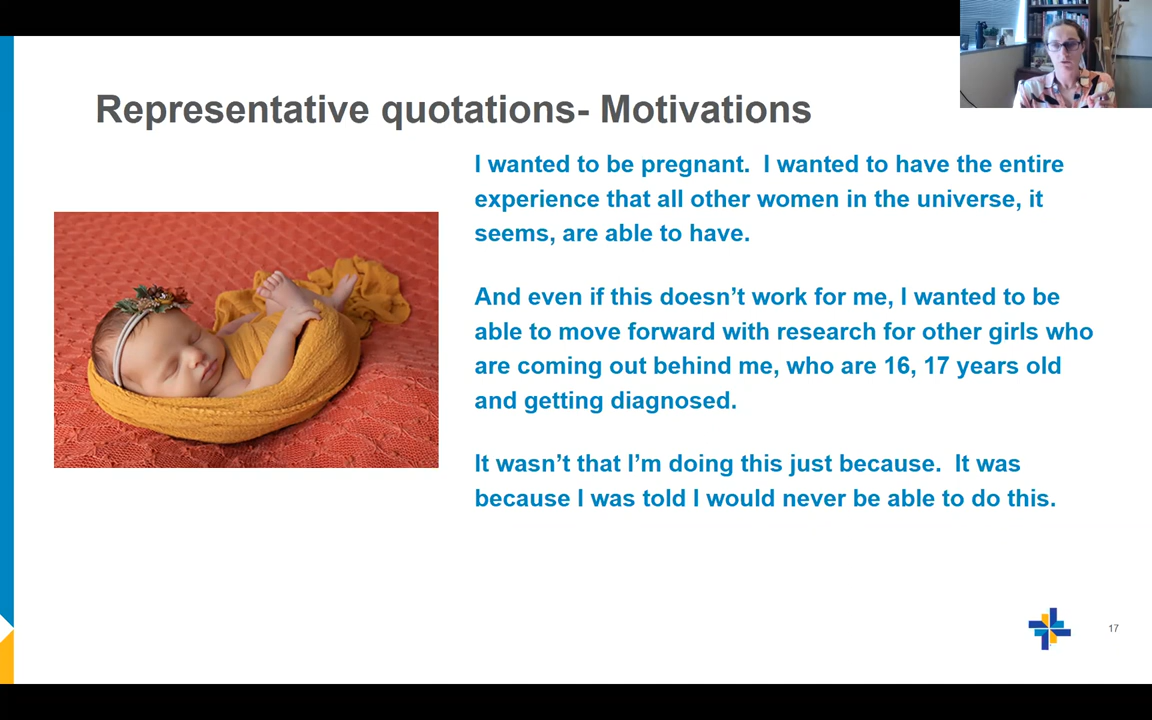 Representative quotations- Motivations
I wanted to be pregnant.  I wanted to have the entire
experience that all other women in the universe, it
seems, are able to have.
And even if this doesn’t work for me, I wanted to be
able to move forward with research for other girls who
are coming out behind me, who are 16, 17 years old
and getting diagnosed.
It wasn’t that I’m doing this just because.  It was
because I was told I would never be able to do this.
17